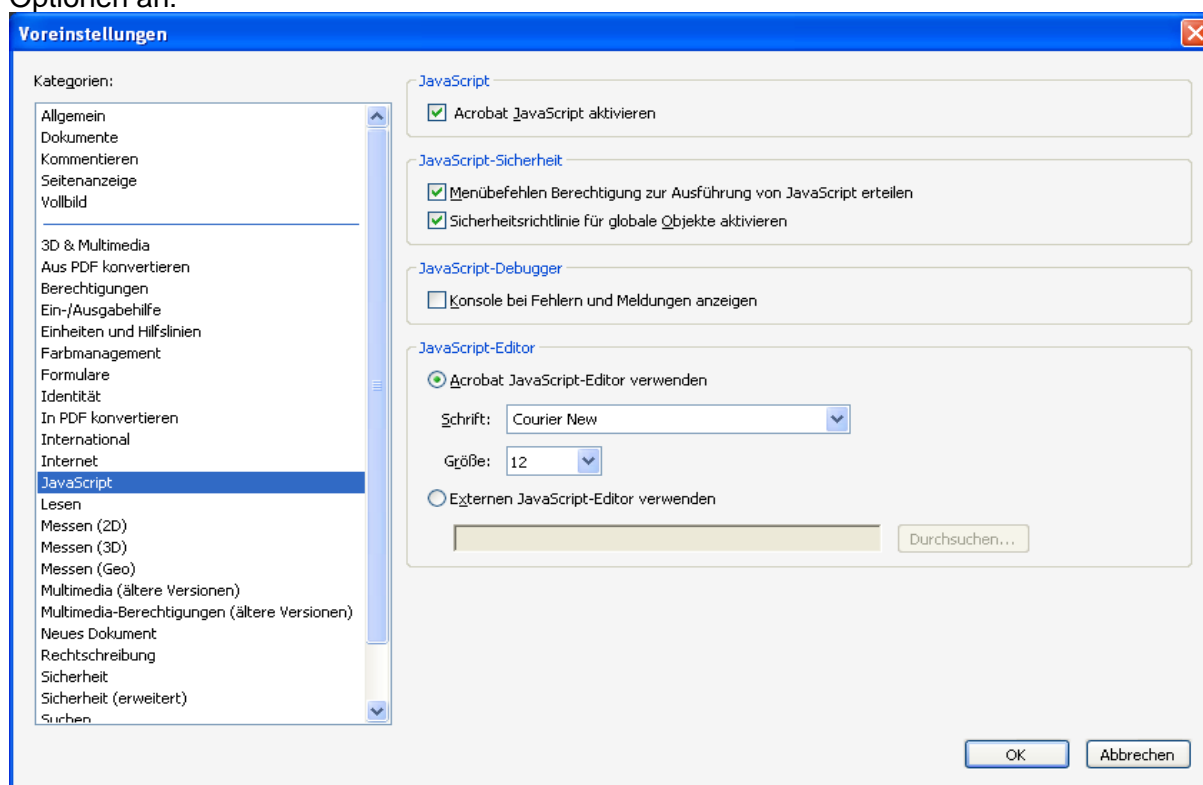 Optionen an.
Voreinstellungen
Kategorien:
Allgemein
Dokumente
Kommentieren
Seitenanzeige
Vollbild
3D & Multimedia
Aus PDF konvertieren
Berechtigungen
Ein-/Ausgabehilfe
Einheiten und Hilfslinien
Farbmanagement
Formulare
Identität
In PDF konvertieren
International
Internet
JavaScript
Lesen
Messen (2D)
Messen (3D)
Messen (Geo)
Multimedia (ältere Versionen)
Multimedia-Berechtigungen (ältere Versionen)
Neues Dokument
Rechtschreibung
Sicherheit
Sicherheit (erweitert)
Suchen
JavaScript
Acrobat JavaScript aktivieren
JavaScript-Sicherheit
Menübefehlen Berechtigung zur Ausführung von JavaScript erteilen
Sicherheitsrichtlinie für globale Objekte aktivieren
JavaScript-Debugger
Konsole bei Fehlern und Meldungen anzeigen
JavaScript-Editor
Acrobat JavaScript-Editor verwenden
Schrift: Courier New
Größe: 12
Externen JavaScript-Editor verwenden
Durchsuchen...
OK Abbrechen